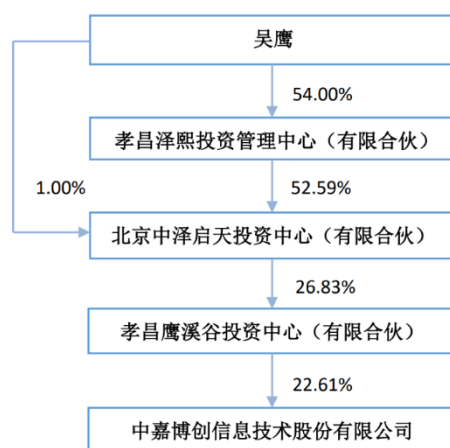 吴鹰
54.00%
孝昌泽熙投资管理中心（有限合伙）
1.00%
52.59%
北京中泽启天投资中心（有限合伙）
26.83%
孝昌鹰溪谷投资中心（有限合伙）
22.61%
中嘉博创信息技术股份有限公司